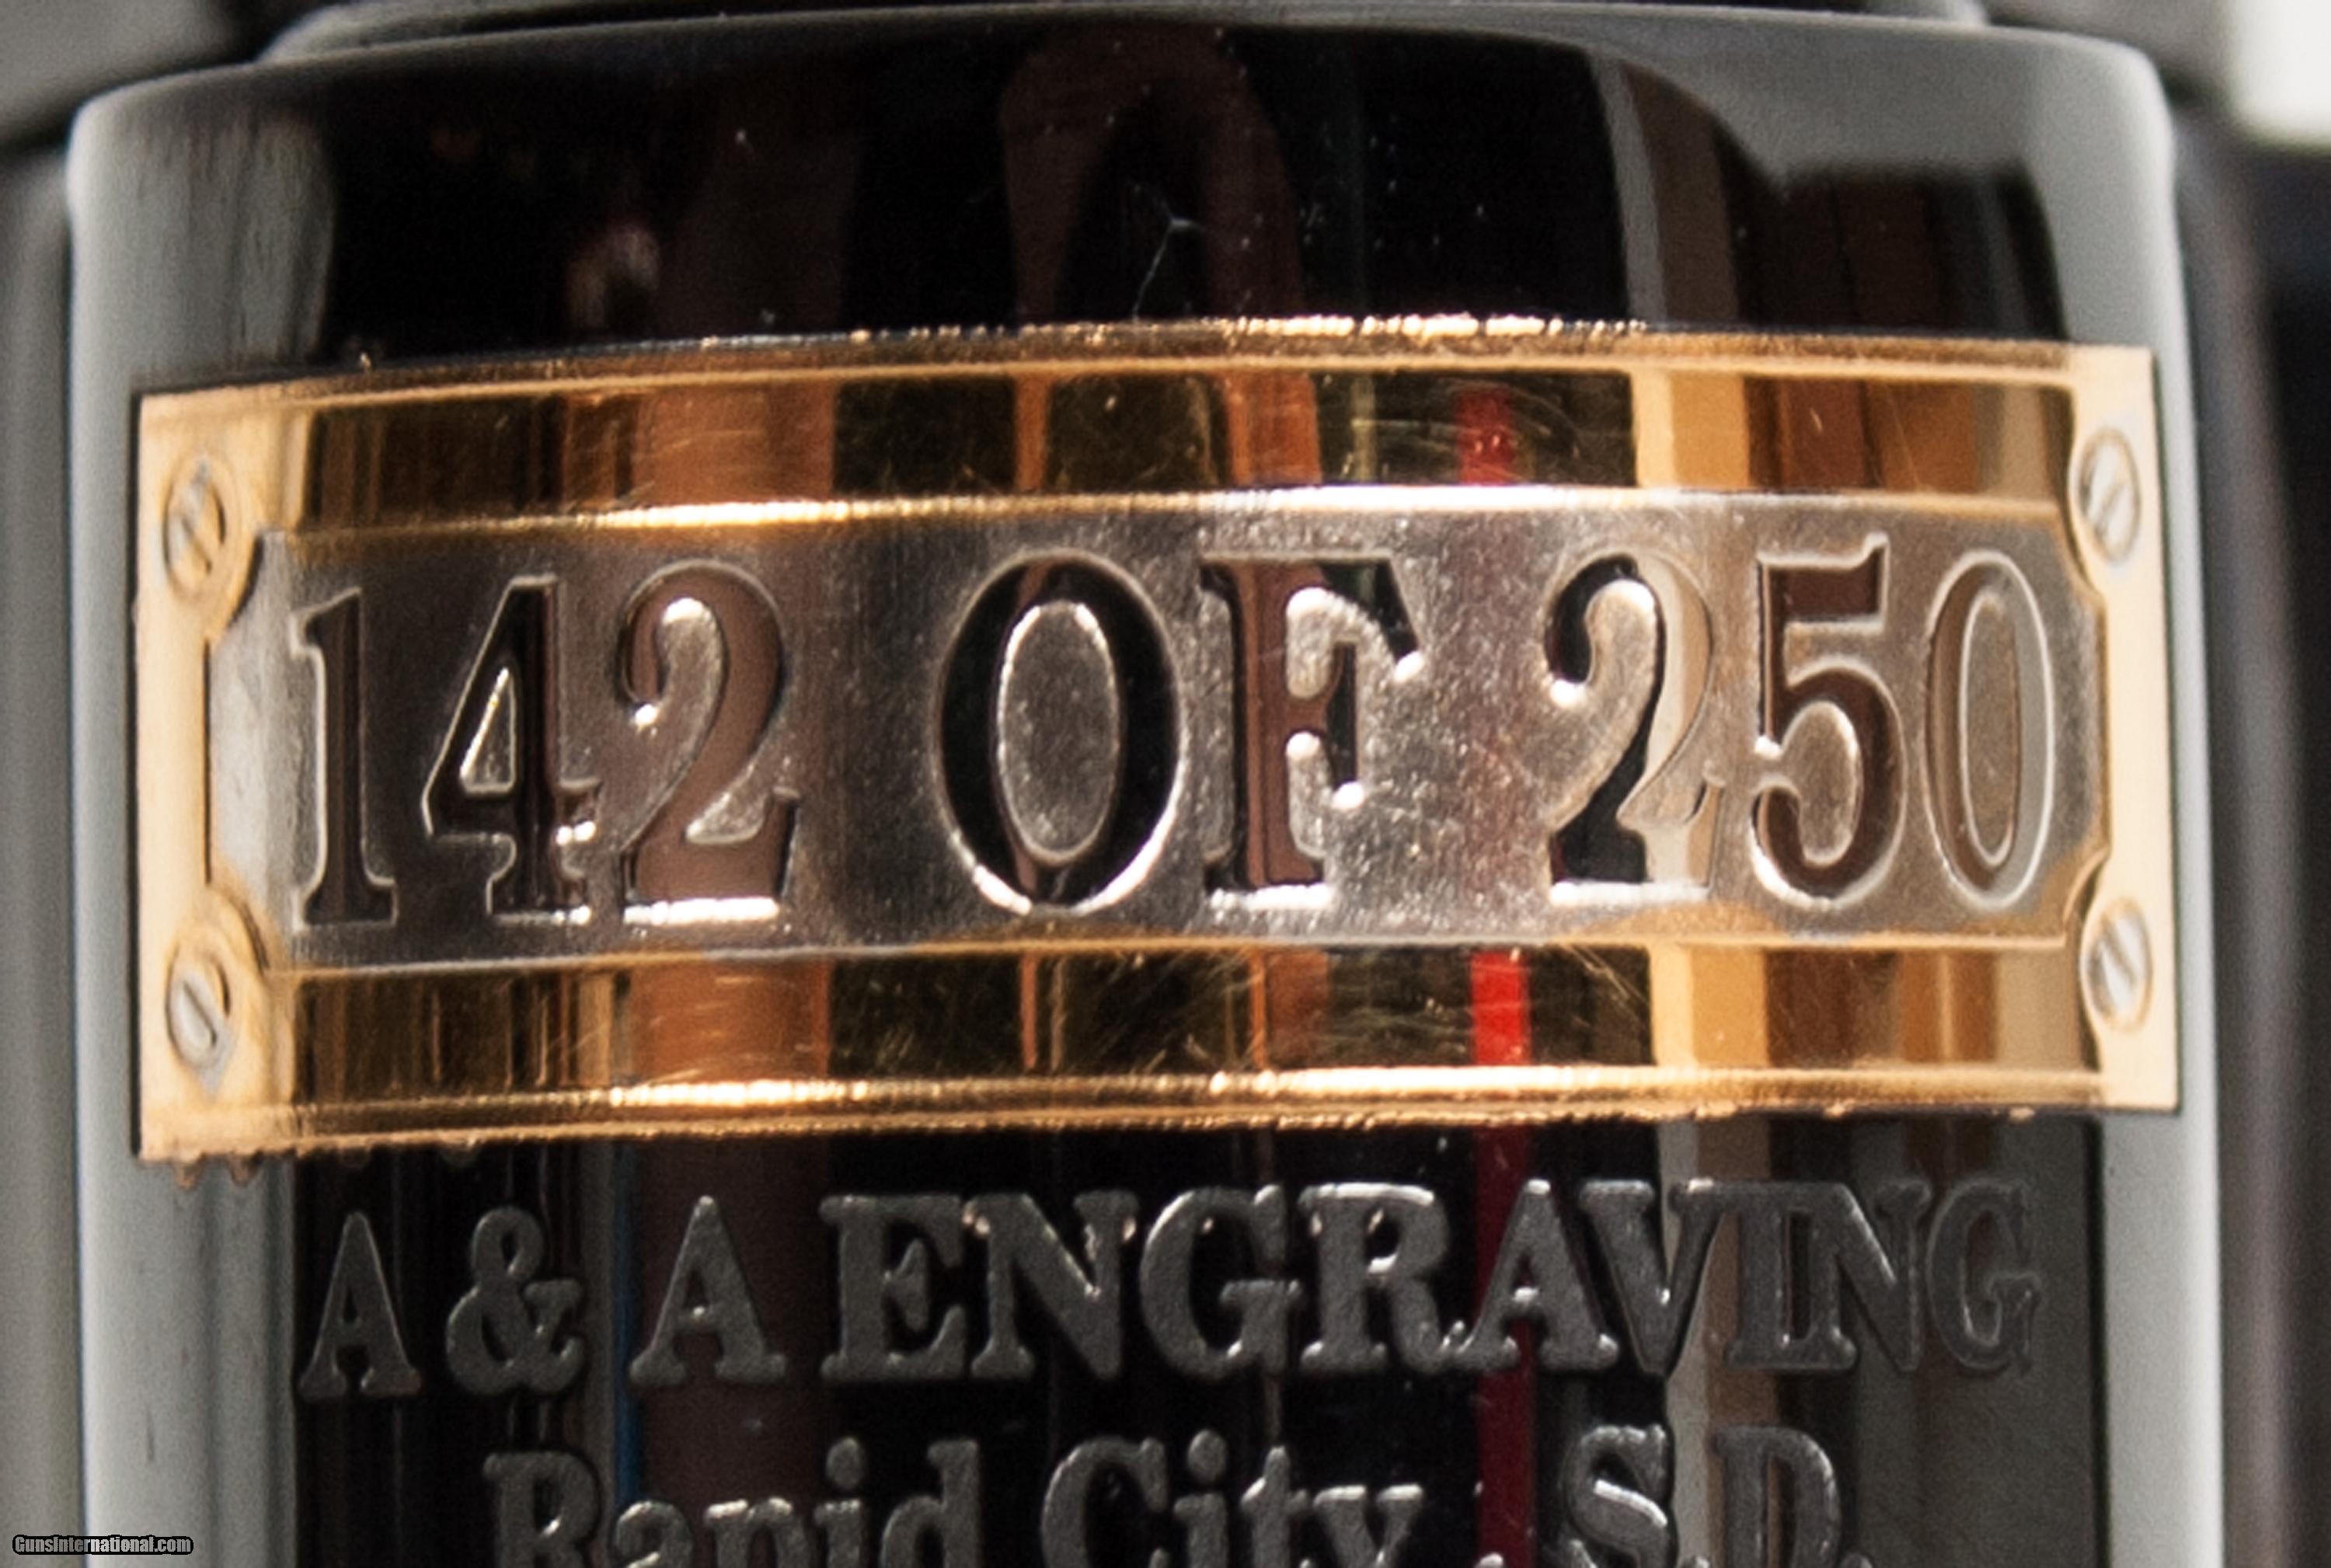 142 OF 250
A & A ENGRAVING
Rapid City, S.D.
GunsInternational.com